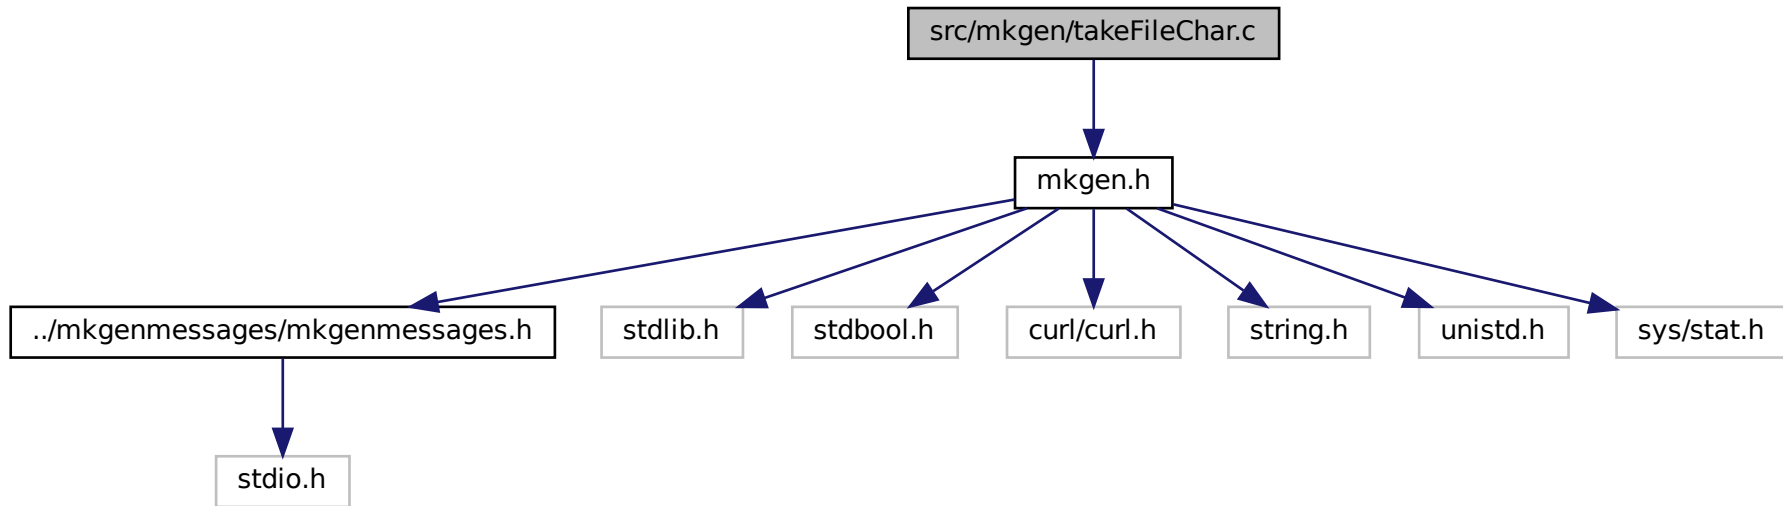 src/mkgen/takeFileChar.c
mkgen.h
../mkgenmessages/mkgenmessages.h
stdlib.h
stdbool.h
curl/curl.h
string.h
unistd.h
sys/stat.h
stdio.h